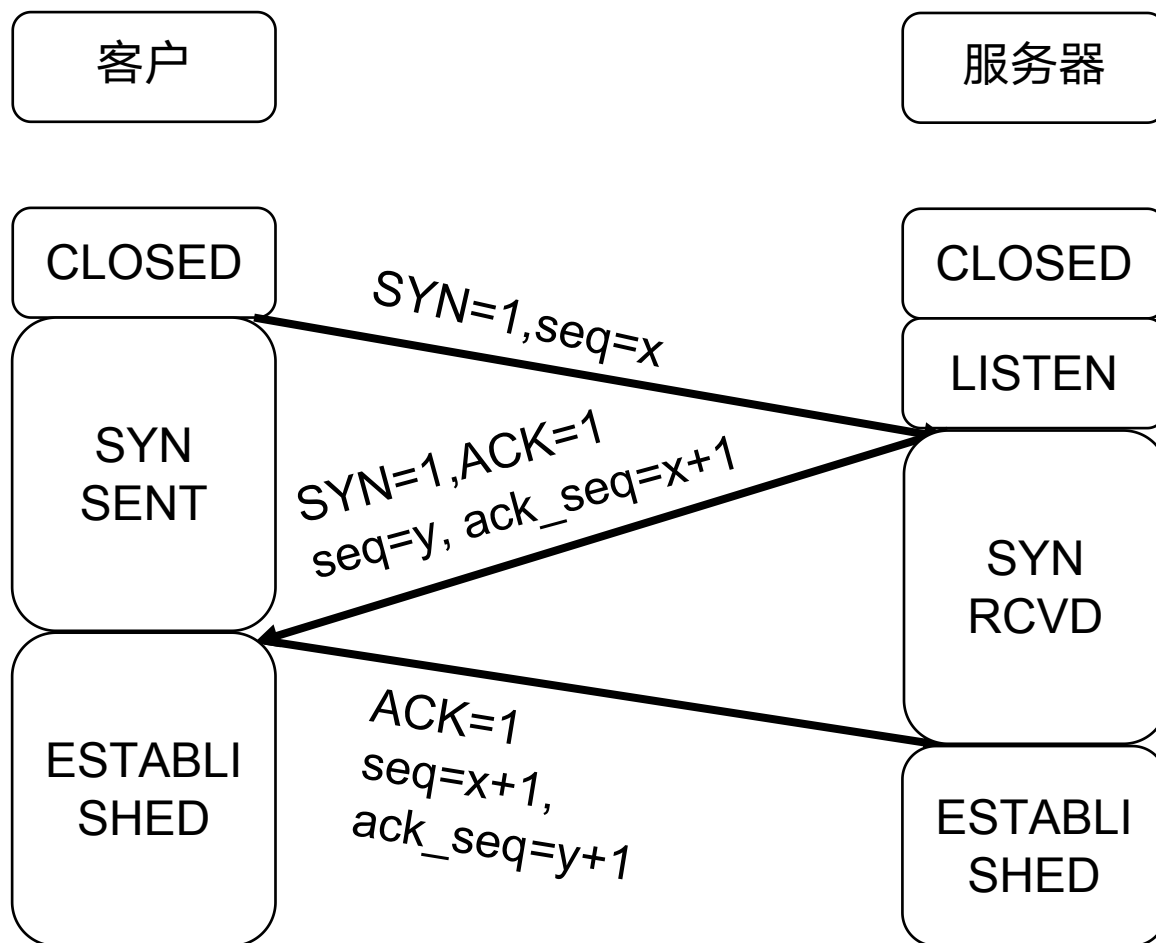 客户
服务器
CLOSED
CLOSED
SYN=1,seq=x
LISTEN
SYN
SENT
SYN=1,ACK=1
seq=y, ack_seq=x+1
SYN
RCVD
ACK=1
seq=x+1,
ack_seq=y+1
ESTABLI
SHED
ESTABLI
SHED